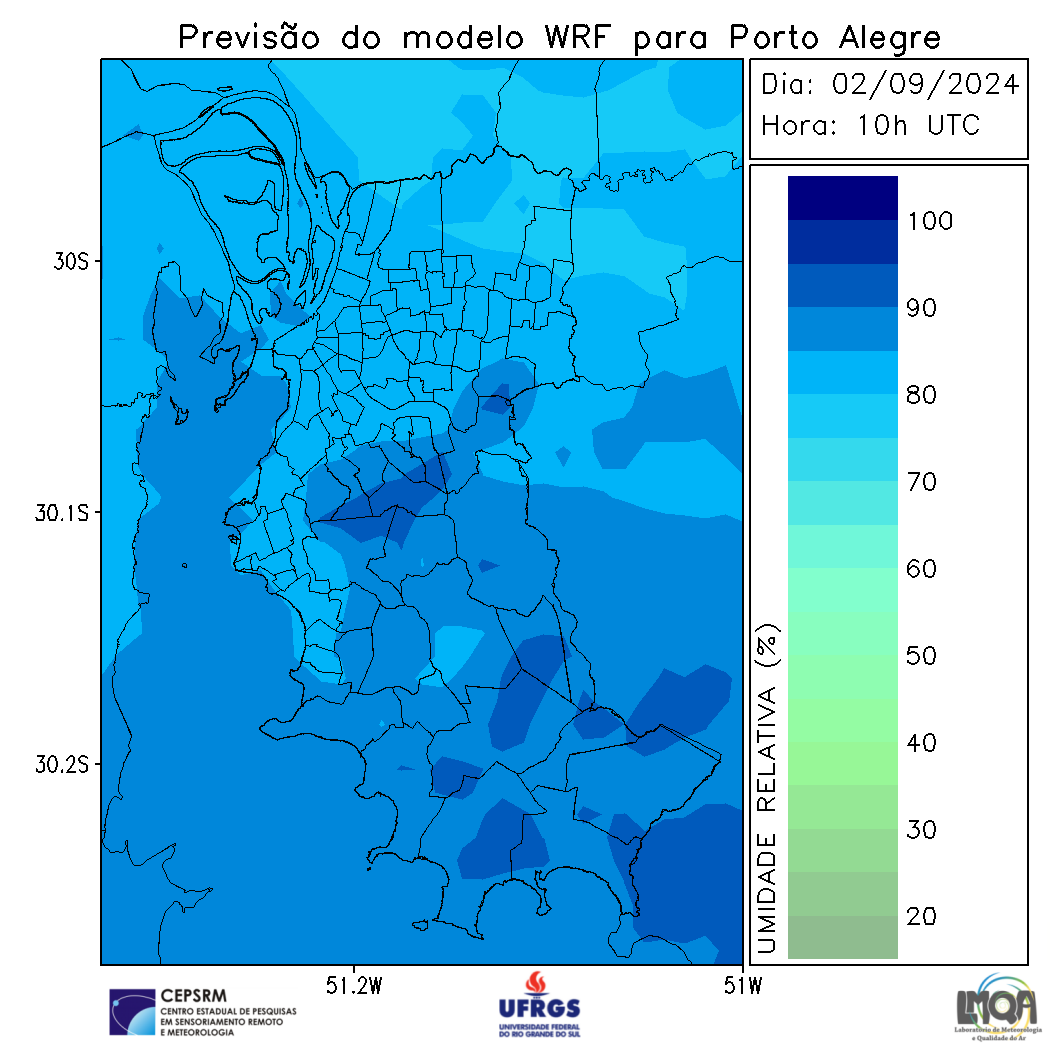 Previsão do modelo WRF para Porto Alegre
Dia: 02/09/2024
Hora: 10h UTC
30S
30.1S
30.2S
51.2W
51W
UMIDADE RELATIVA (%)
100
90
80
70
60
50
40
30
20
CEPSRM
CENTRO ESTADUAL DE PESQUISAS
EM SENSORIAMENTO REMOTO
E METEOROLOGIA
UFRGS
UNIVERSIDADE FEDERAL
DO RIO GRANDE DO SUL
LMQA
Laboratório de Meteorologia
e Qualidade do Ar